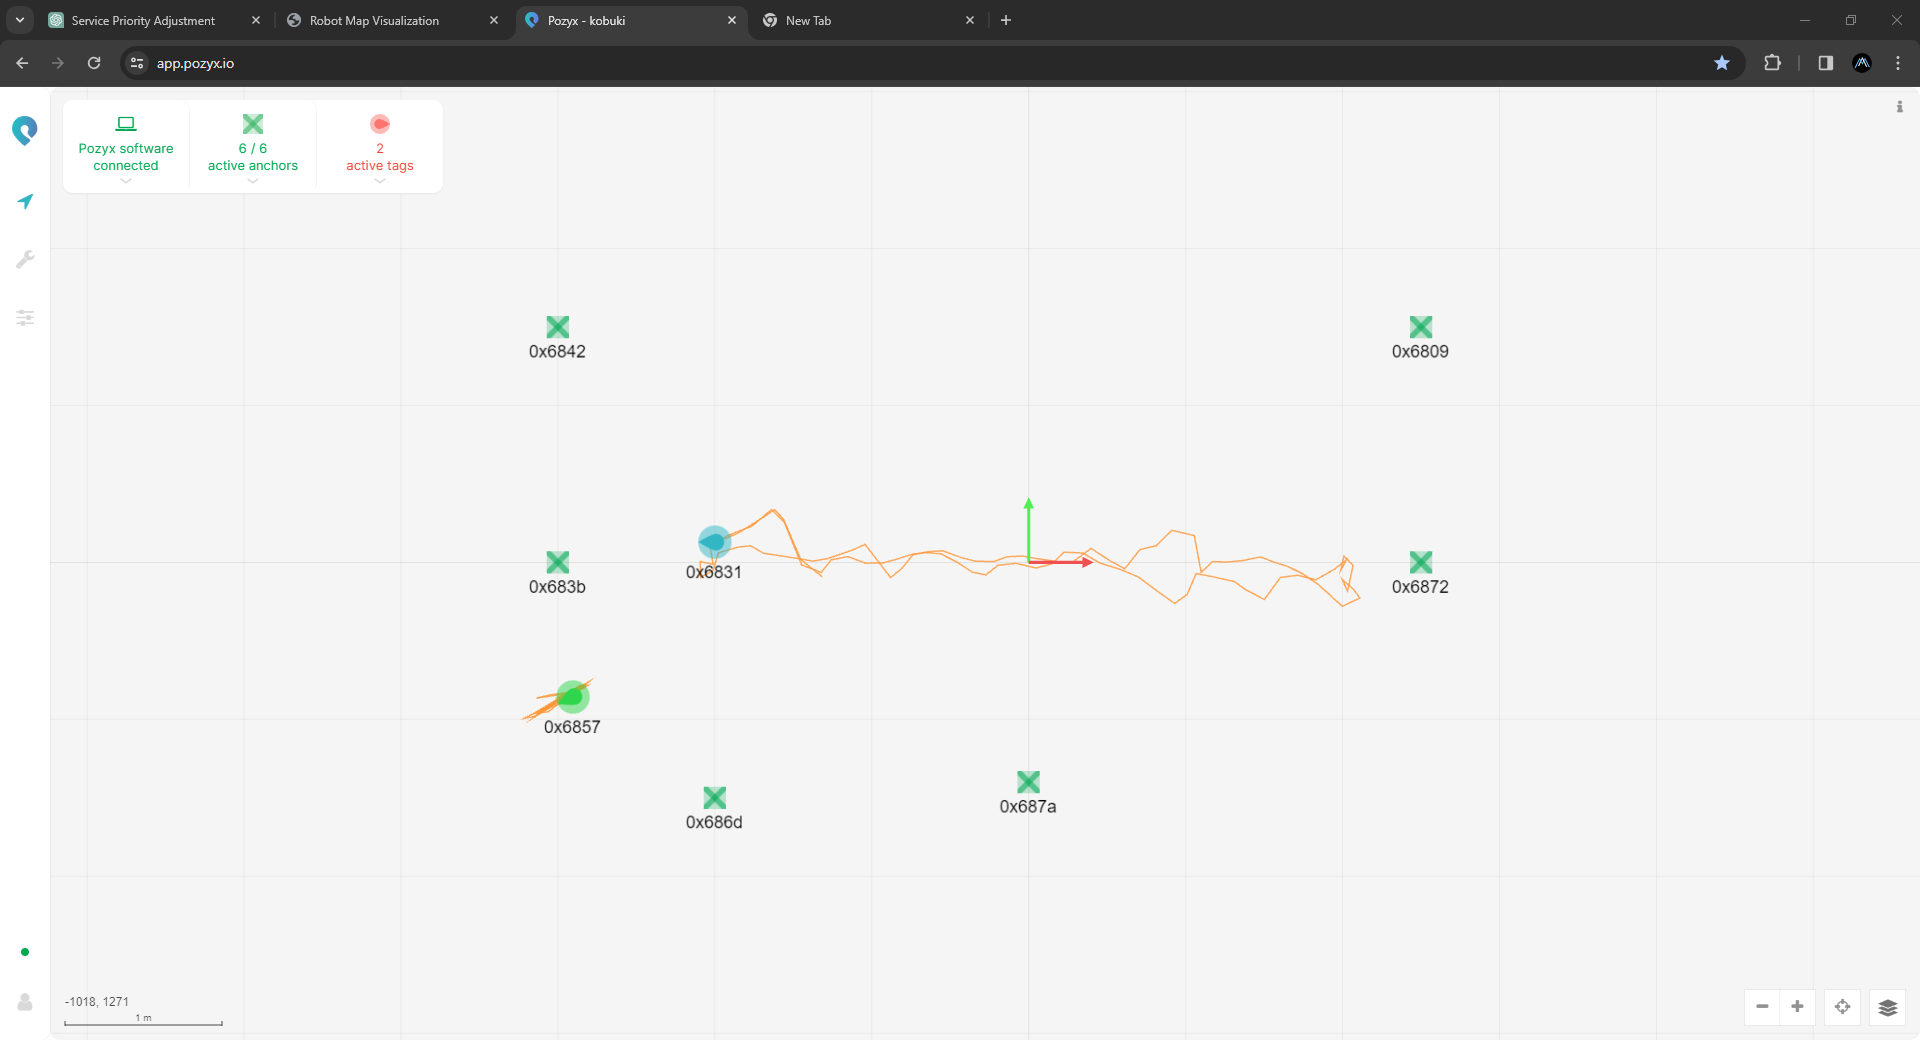 Service Priority Adjustment
Robot Map Visualization
Pozyx - kobuki
New Tab
app.pozyx.io
Pozyx software
connected
6 / 6
active anchors
2
active tags
0x6842
0x6809
0x683b
0x6831
0x6872
0x6857
0x686d
0x687a
-1018, 1271
1 m